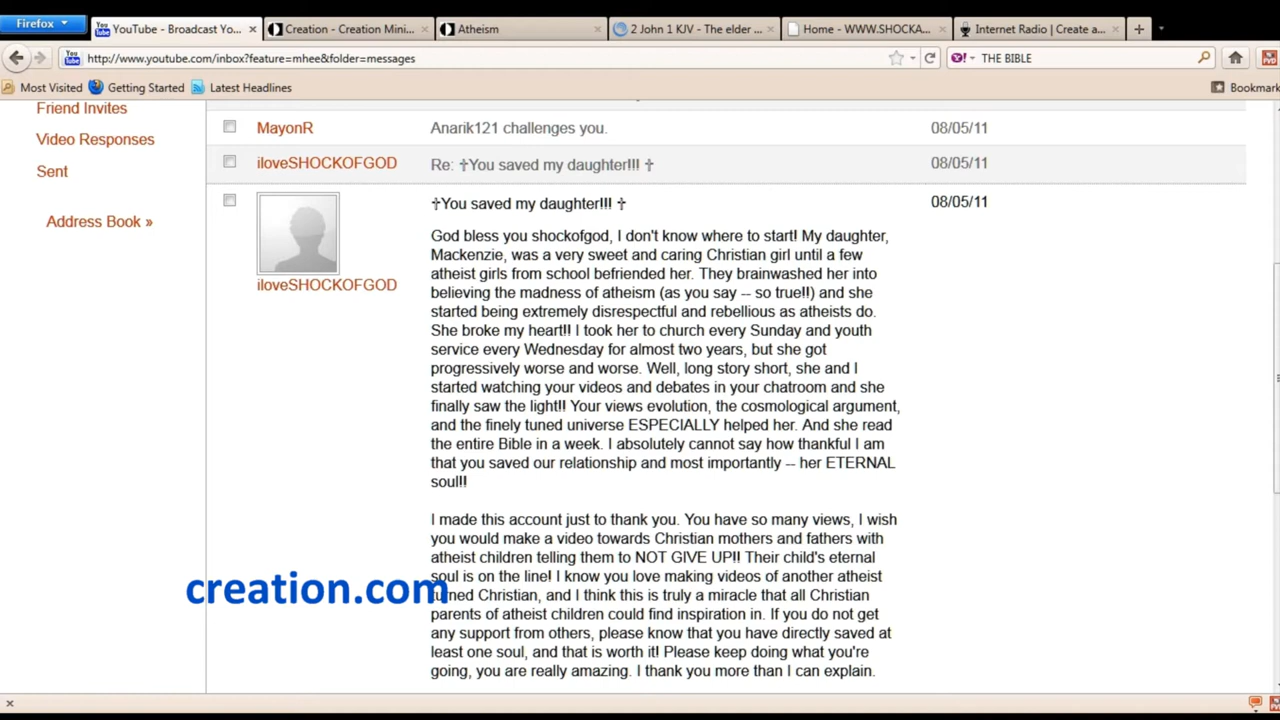 Firefox
YouTube - Broadcast Yo...
Creation - Creation Mini...
Atheism
2 John 1 KJV - The elder ...
Home - WWW.SHOCKA...
Internet Radio | Create a...
http://www.youtube.com/inbox?feature=mhee&folder=messages
THE BIBLE
Most Visited
Getting Started
Latest Headlines
Bookmark
Friend Invites
Video Responses
Sent
Address Book »
MayonR
Anarik121 challenges you.
08/05/11
iloveSHOCKOFGOD
Re: †You saved my daughter!!! †
08/05/11
†You saved my daughter!!! †
08/05/11
iloveSHOCKOFGOD
God bless you shockofgod, I don't know where to start! My daughter,
Mackenzie, was a very sweet and caring Christian girl until a few
atheist girls from school befriended her. They brainwashed her into
believing the madness of atheism (as you say -- so true!!) and she
started being extremely disrespectful and rebellious as atheists do.
She broke my heart!! I took her to church every Sunday and youth
service every Wednesday for almost two years, but she got
progressively worse and worse. Well, long story short, she and I
started watching your videos and debates in your chatroom and she
finally saw the light!! Your views evolution, the cosmological argument,
and the finely tuned universe ESPECIALLY helped her. And she read
the entire Bible in a week. I absolutely cannot say how thankful I am
that you saved our relationship and most importantly -- her ETERNAL
soul!!
I made this account just to thank you. You have so many views, I wish
you would make a video towards Christian mothers and fathers with
atheist children telling them to NOT GIVE UP!! Their child's eternal
soul is on the line! I know you love making videos of another atheist
turned Christian, and I think this is truly a miracle that all Christian
parents of atheist children could find inspiration in. If you do not get
any support from others, please know that you have directly saved at
least one soul, and that is worth it! Please keep doing what you're
going, you are really amazing. I thank you more than I can explain.
creation.com